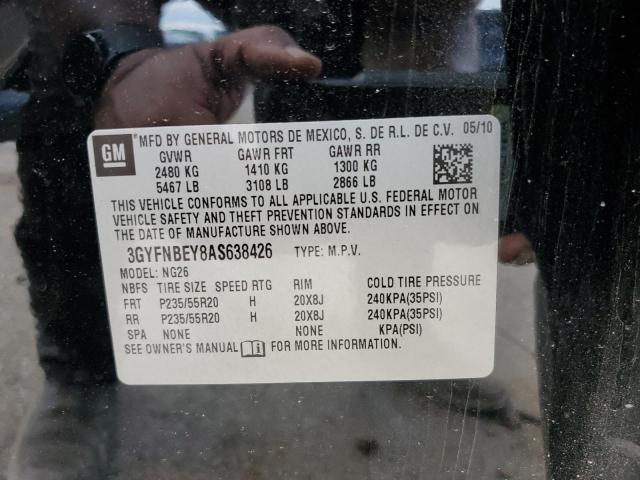 GM
MFD BY GENERAL MOTORS DE MEXICO, S. DE R.L. DE C.V. 05/10
GVWR GAWR FRT GAWR RR
2480 KG 1410 KG 1300 KG
5467 LB 3108 LB 2866 LB
THIS VEHICLE CONFORMS TO ALL APPLICABLE U.S. FEDERAL MOTOR
VEHICLE SAFETY AND THEFT PREVENTION STANDARDS IN EFFECT ON
THE DATE OF MANUFACTURE SHOWN ABOVE.
3GYFNBEY8AS638426 TYPE: M.P.V.
MODEL: NG26
NBFS TIRE SIZE SPEED RTG RIM COLD TIRE PRESSURE
FRT P235/55R20 H 20X8J 240KPA(35PSI)
RR P235/55R20 H 20X8J 240KPA(35PSI)
SPA NONE NONE KPA(PSI)
SEE OWNER'S MANUAL FOR MORE INFORMATION.